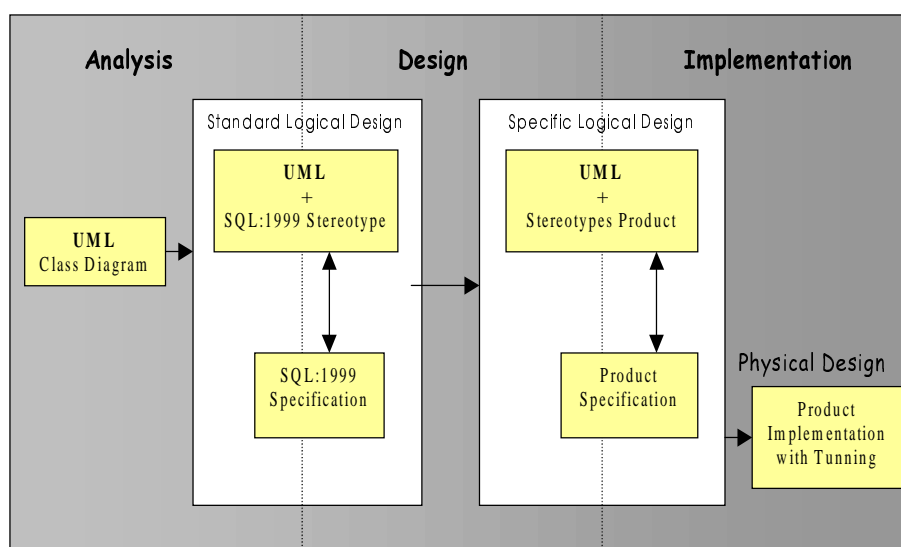 Analysis
Design
Implementation
Standard Logical Design
Specific Logical Design
UML
+
SQL:1999 Stereotype
UML
+
Stereotypes Product
UML
Class Diagram
SQL:1999
Specification
Product
Specification
Physical Design
Product
Implementation
with Tunning